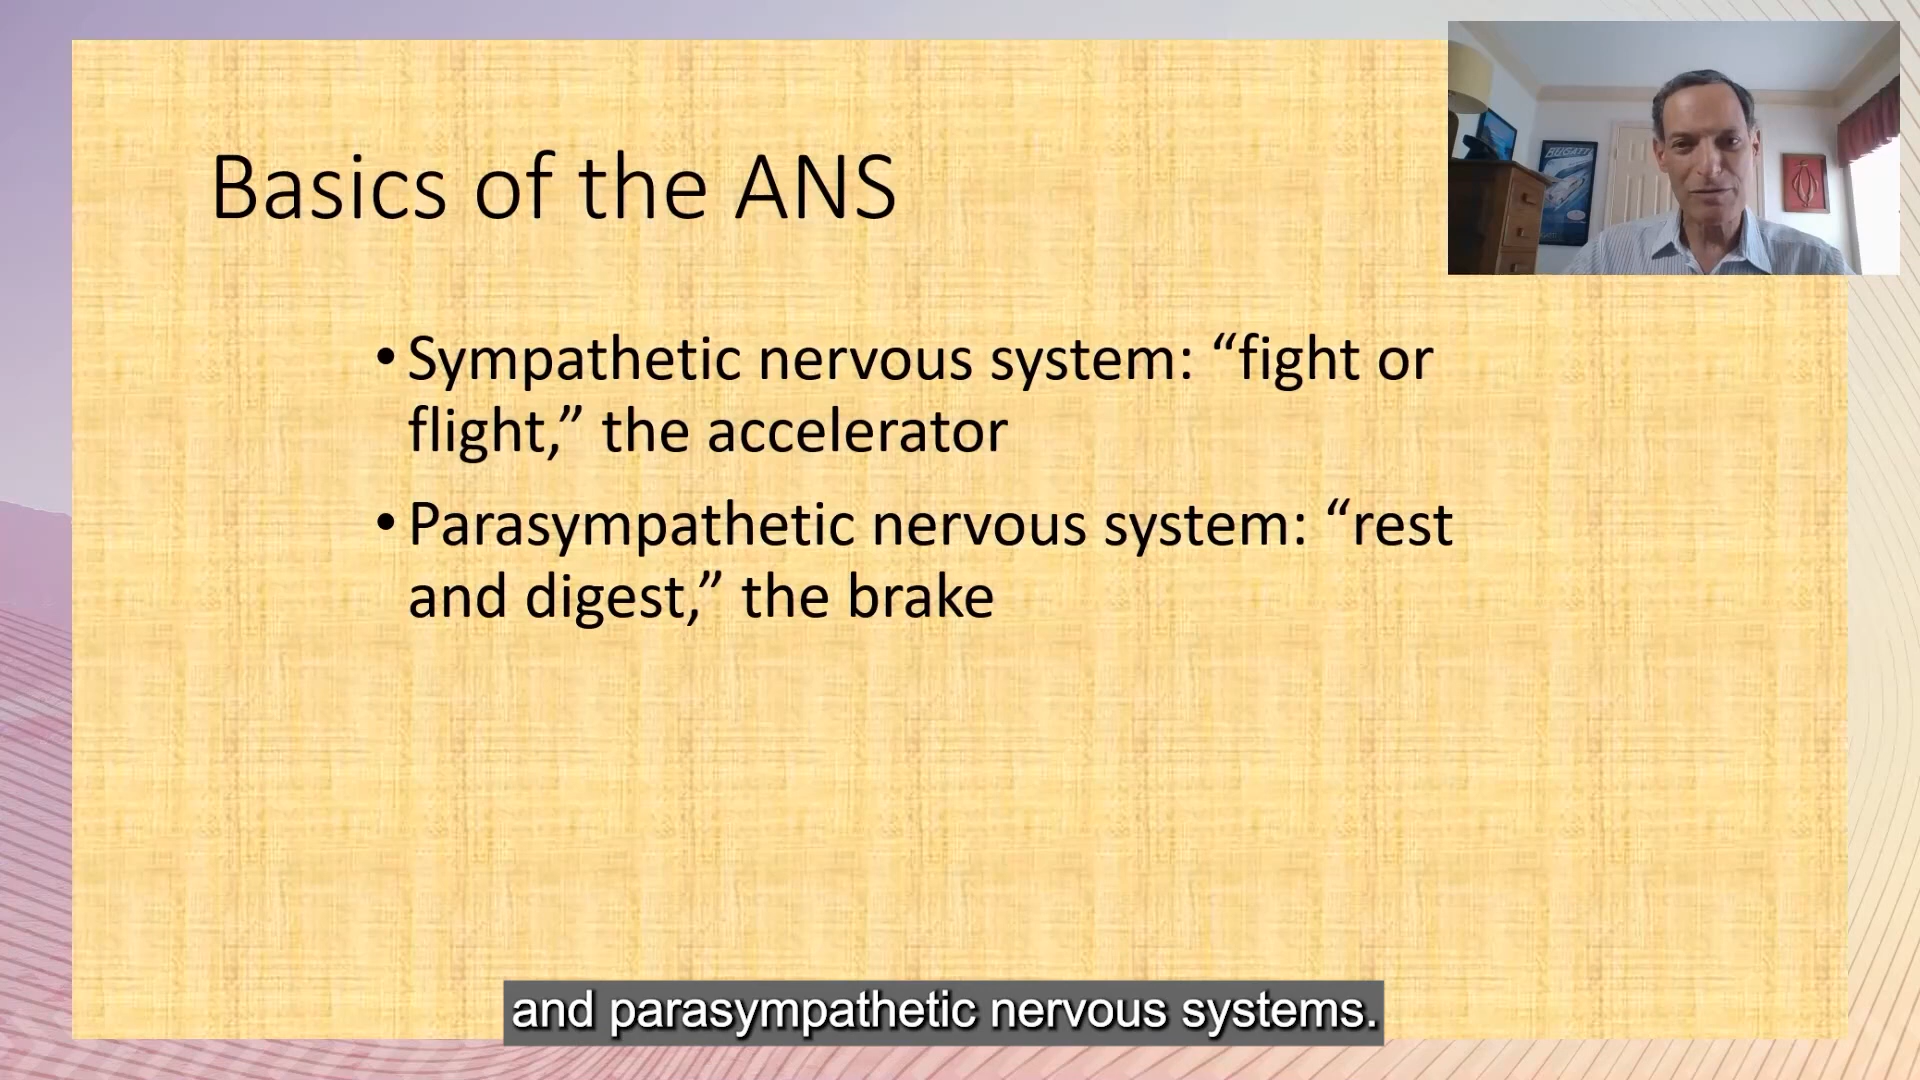 Basics of the ANS
BUGATTI
• Sympathetic nervous system: “fight or
flight,” the accelerator
• Parasympathetic nervous system: “rest
and digest,” the brake
and parasympathetic nervous systems.